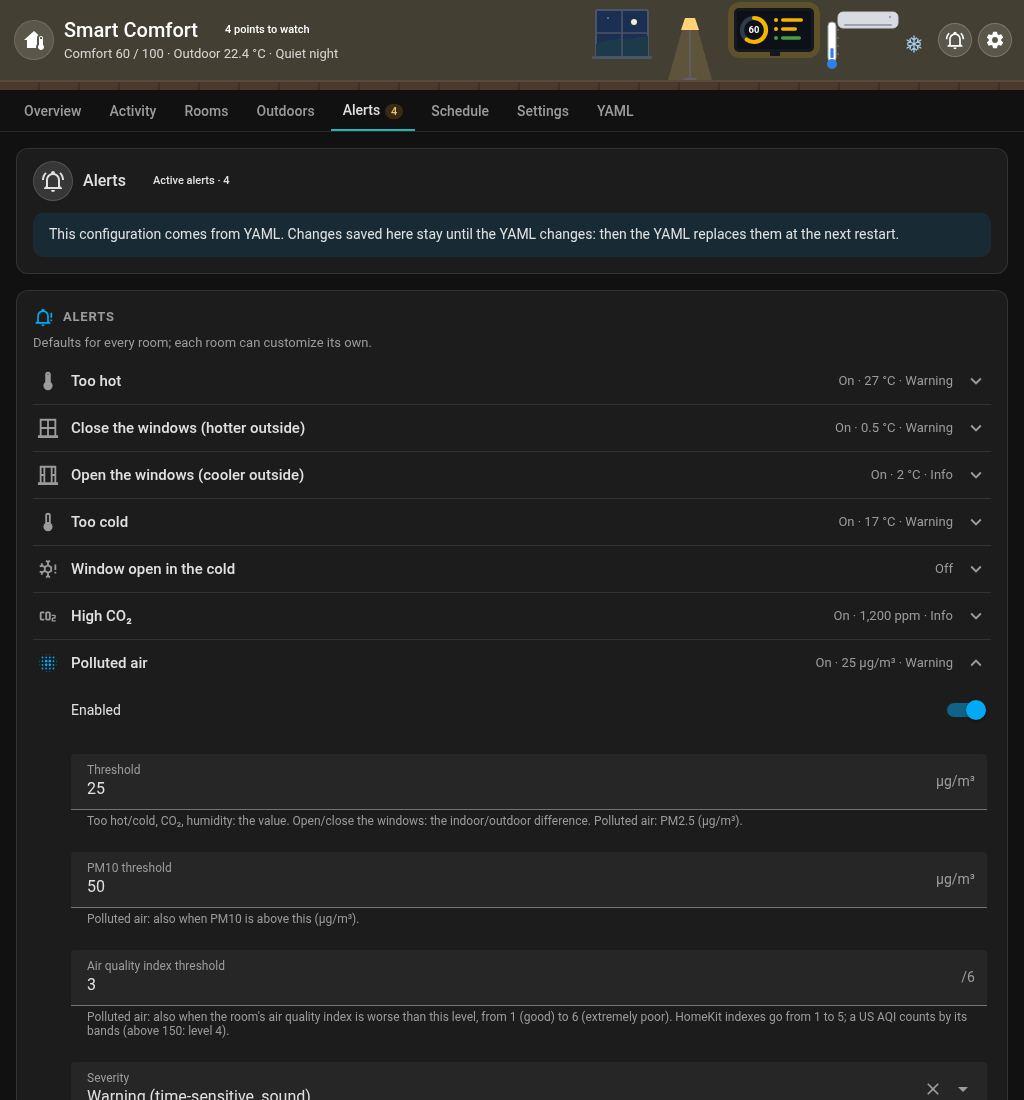 Smart Comfort
4 points to watch
Comfort 60 / 100 · Outdoor 22.4 °C · Quiet night
60
Overview
Activity
Rooms
Outdoors
Alerts 4
Schedule
Settings
YAML
Alerts
Active alerts · 4
This configuration comes from YAML. Changes saved here stay until the YAML changes: then the YAML replaces them at the next restart.
ALERTS
Defaults for every room; each room can customize its own.
Too hot
On · 27 °C · Warning
Close the windows (hotter outside)
On · 0.5 °C · Warning
Open the windows (cooler outside)
On · 2 °C · Info
Too cold
On · 17 °C · Warning
Window open in the cold
Off
CO2
High CO₂
On · 1,200 ppm · Info
Polluted air
On · 25 µg/m³ · Warning
Enabled
Threshold
25
µg/m³
Too hot/cold, CO₂, humidity: the value. Open/close the windows: the indoor/outdoor difference. Polluted air: PM2.5 (µg/m³).
PM10 threshold
50
µg/m³
Polluted air: also when PM10 is above this (µg/m³).
Air quality index threshold
3
/6
Polluted air: also when the room's air quality index is worse than this level, from 1 (good) to 6 (extremely poor). HomeKit indexes go from 1 to 5; a US AQI counts by its
bands (above 150: level 4).
Severity
Warning (time-sensitive, sound)